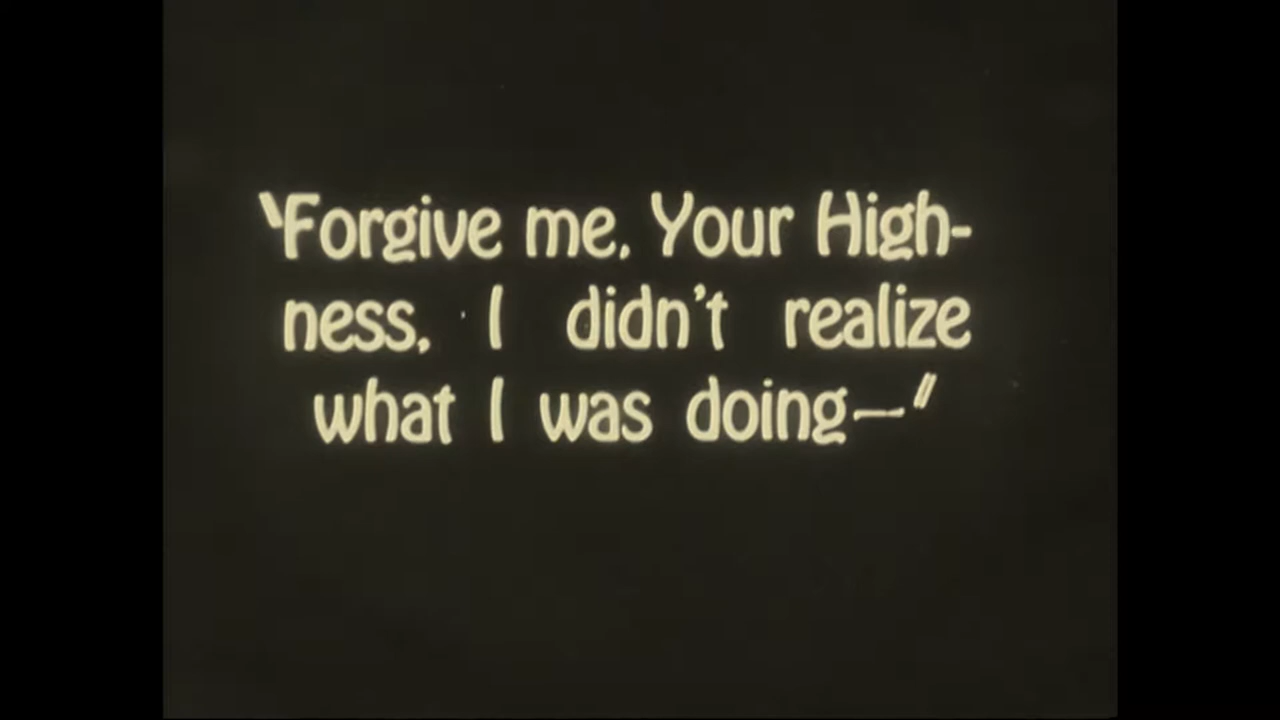 "Forgive me, Your High-
ness, I didn't realize
what I was doing—"